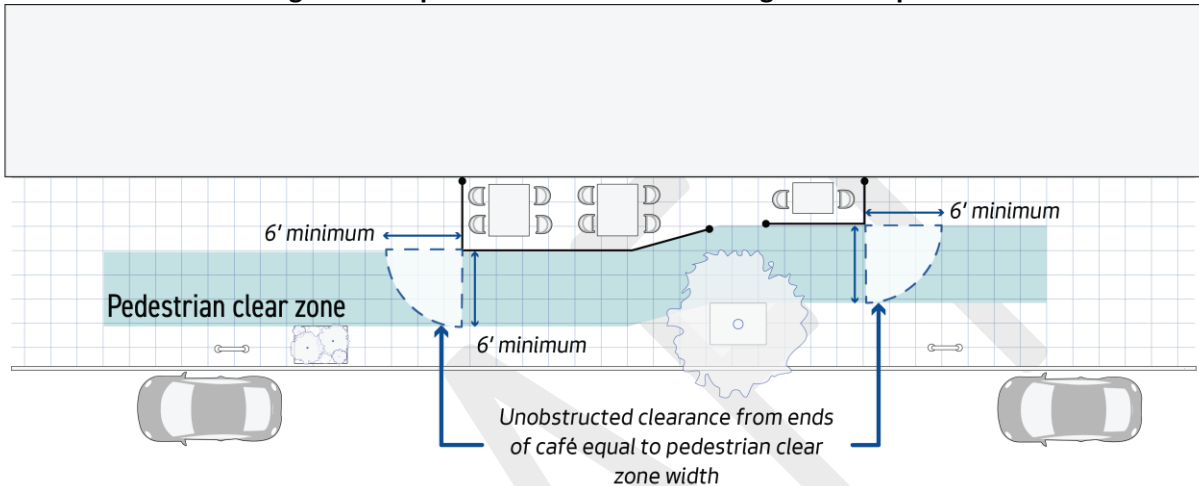 6' minimum
6' minimum
Pedestrian clear zone
6' minimum
Unobstructed clearance from ends
of café equal to pedestrian clear
zone width